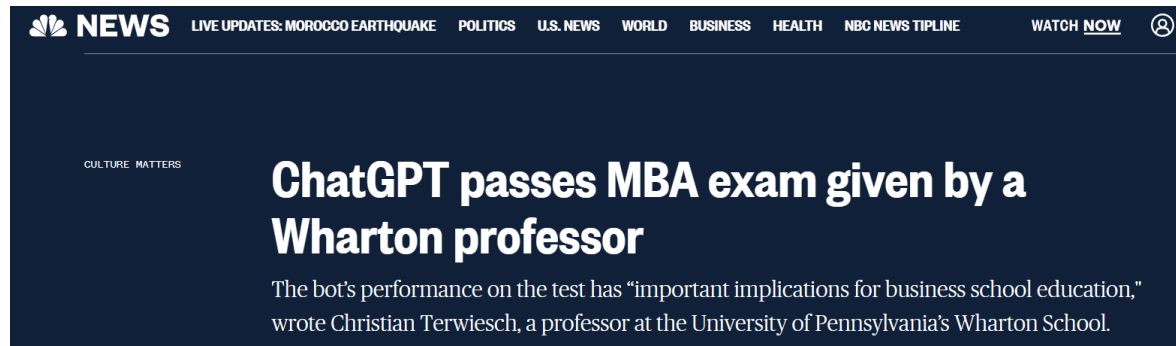 NEWS LIVE UPDATES: MOROCCO EARTHQUAKE POLITICS U.S. NEWS WORLD BUSINESS HEALTH NBC NEWS TIPLINE WATCH NOW
CULTURE MATTERS
ChatGPT passes MBA exam given by a
Wharton professor
The bot’s performance on the test has “important implications for business school education,"
wrote Christian Terwiesch, a professor at the University of Pennsylvania’s Wharton School.